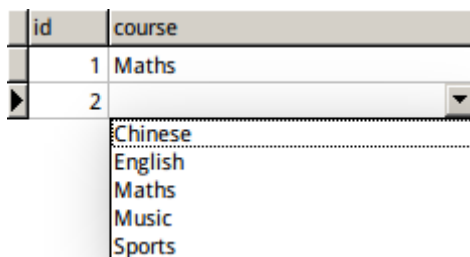 id course
1 Maths
2
Chinese
English
Maths
Music
Sports